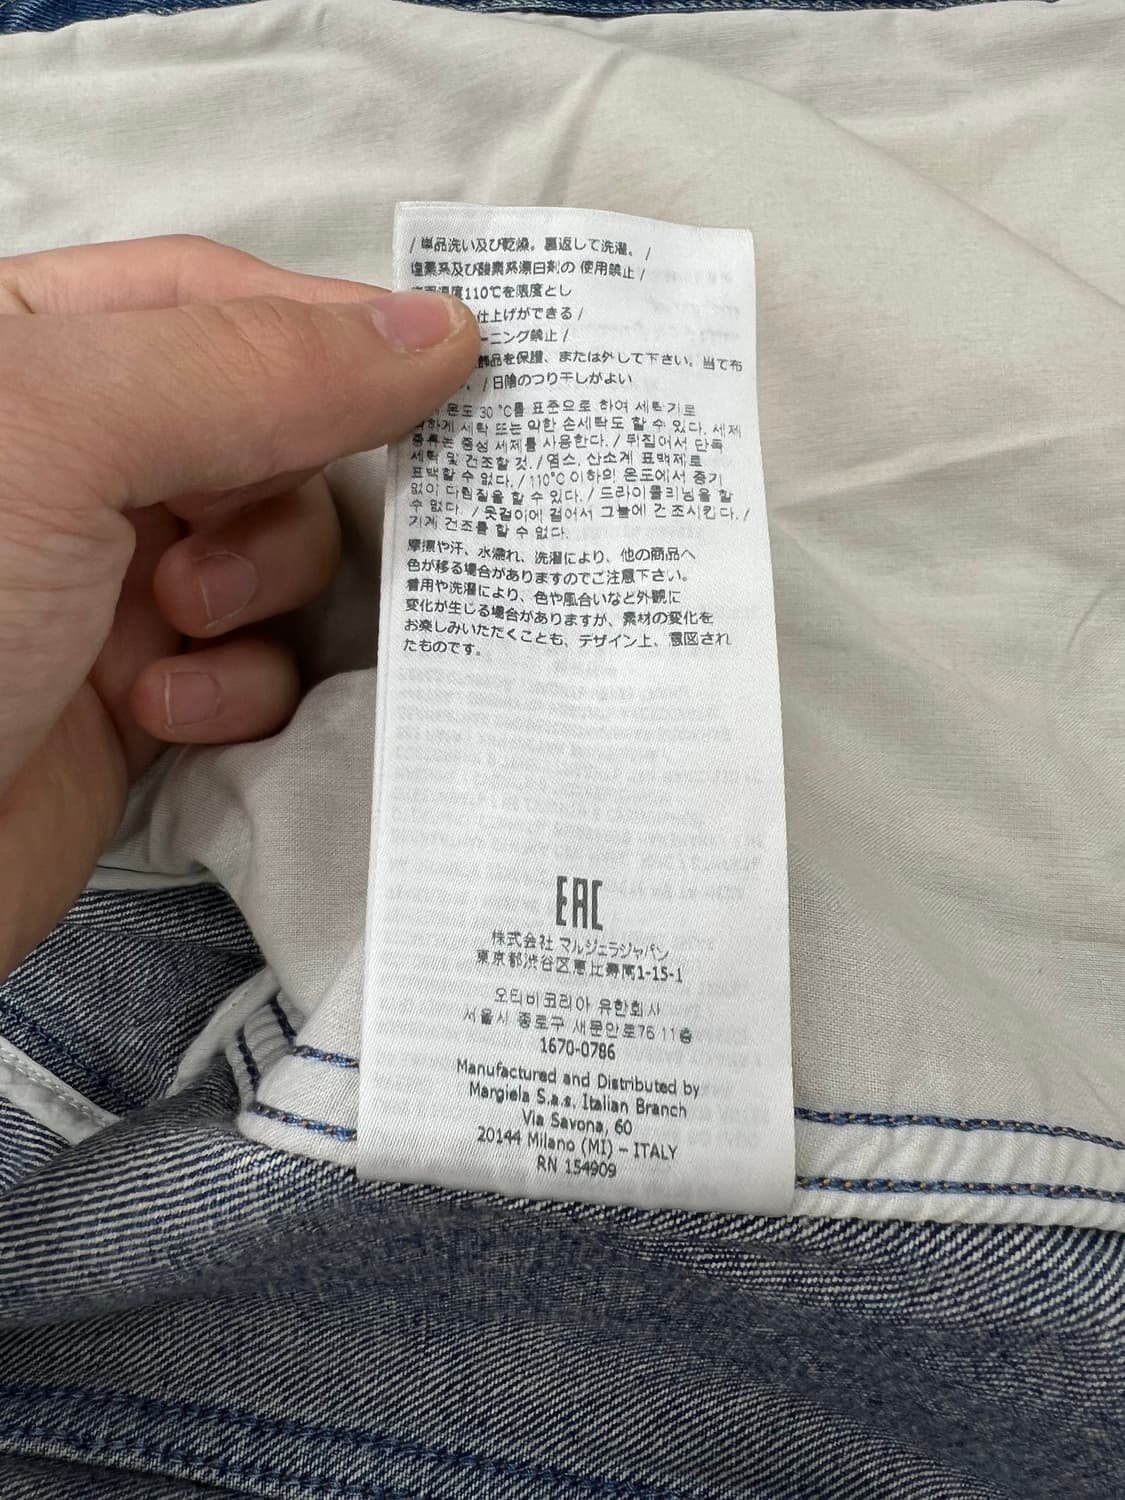 / 単品洗い及び乾燥。裏返して洗濯。 /
塩素系及び酸素系漂白剤の 使用禁止 /
温度110℃を限度とし
仕上げができる /
ーニング禁止 /
飾品を保護、または外して下さい。当て布
。 / 日陰のつり干しがよい
온도 30 °C를 표준으로 하여 세탁기로
약하게 세탁 또는 약한 손세탁도 할 수 있다. 세제
종류는 중성 세제를 사용한다. / 뒤집어서 단독
세탁 및 건조할 것. / 염소, 산소계 표백제로
표백할 수 없다. / 110°C 이하의 온도에서 증기
없이 다림질을 할 수 있다. / 드라이클리닝을 할
수 없다. / 옷걸이에 걸어서 그늘에 건조시킨다. /
기계 건조를 할 수 없다.
摩擦や汗、水濡れ、洗濯により、他の商品へ
色が移る場合がありますのでご注意下さい。
着用や洗濯により、色や風合いなど外観に
変化が生じる場合がありますが、素材の変化を
お楽しみいただくことも、デザイン上、意図され
たものです。
EAC
株式会社 マルジェラジャパン
東京都渋谷区恵比寿南1-15-1
오티비코리아 유한회사
서울시 종로구 새문안로76 11층
1670-0786
Manufactured and Distributed by
Margiela S.a.s. Italian Branch
Via Savona, 60
20144 Milano (MI) – ITALY
RN 154909